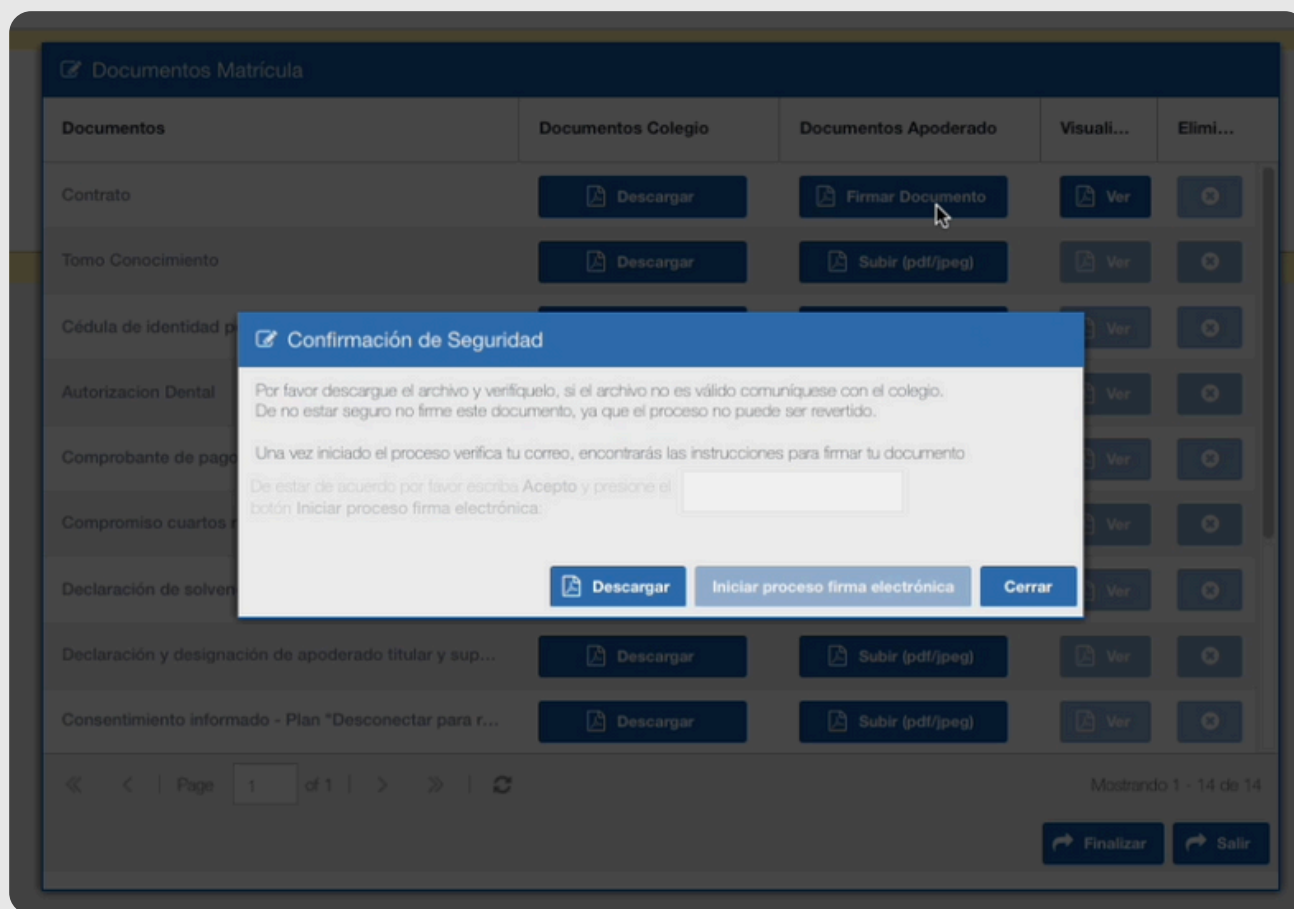 Documentos Matrícula
Documentos Documentos Colegio Documentos Apoderado Visuali... Elimi...
Contrato Descargar Firmar Documento Ver
Tomo Conocimiento Descargar Subir (pdf/jpeg) Ver
Cédula de identidad Ver
Confirmación de Seguridad
Autorizacion Dental Ver
Por favor descargue el archivo y verifíquelo, si el archivo no es válido comuníquese con el colegio.
De no estar seguro no firme este documento, ya que el proceso no puede ser revertido.
Comprobante de pago Ver
Una vez iniciado el proceso verifica tu correo, encontrarás las instrucciones para firmar tu documento
De estar de acuerdo por favor escriba Acepto y presione el
botón Iniciar proceso firma electrónica:
Compromiso cuartos Ver
Declaración de Ver
Descargar Iniciar proceso firma electrónica Cerrar
Declaración y designación de apoderado titular y sup... Descargar Subir (pdf/jpeg) Ver
Consentimiento informado - Plan "Desconectar para r... Descargar Subir (pdf/jpeg) Ver
Page 1 of 1 Mostrando 1 - 14 de 14
Finalizar Salir